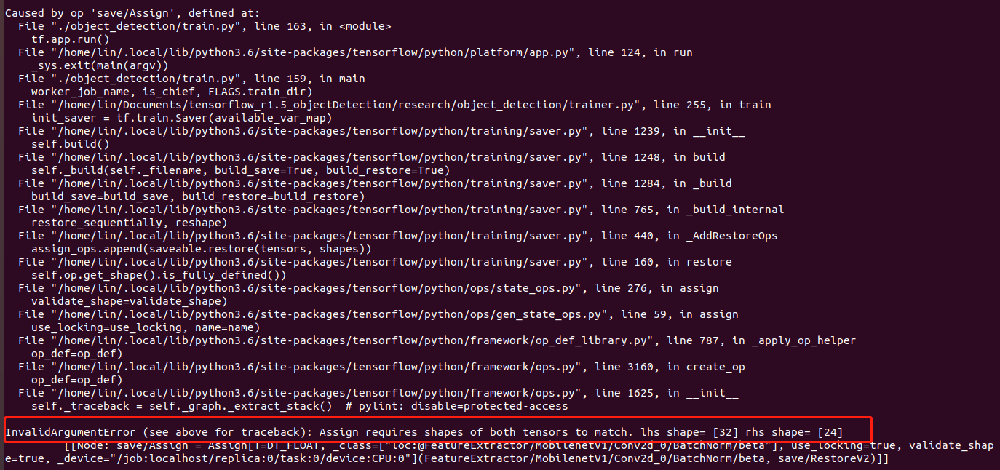 Caused by op 'save/Assign', defined at:
File "./object_detection/train.py", line 163, in <module>
tf.app.run()
File "/home/lin/.local/lib/python3.6/site-packages/tensorflow/python/platform/app.py", line 124, in run
_sys.exit(main(argv))
File "./object_detection/train.py", line 159, in main
worker_job_name, is_chief, FLAGS.train_dir)
File "/home/lin/Documents/tensorflow_r1.5_objectDetection/research/object_detection/trainer.py", line 255, in train
init_saver = tf.train.Saver(available_var_map)
File "/home/lin/.local/lib/python3.6/site-packages/tensorflow/python/training/saver.py", line 1239, in __init__
self.build()
File "/home/lin/.local/lib/python3.6/site-packages/tensorflow/python/training/saver.py", line 1248, in build
self._build(self._filename, build_save=True, build_restore=True)
File "/home/lin/.local/lib/python3.6/site-packages/tensorflow/python/training/saver.py", line 1284, in _build
build_save=build_save, build_restore=build_restore)
File "/home/lin/.local/lib/python3.6/site-packages/tensorflow/python/training/saver.py", line 765, in _build_internal
restore_sequentially, reshape)
File "/home/lin/.local/lib/python3.6/site-packages/tensorflow/python/training/saver.py", line 440, in _AddRestoreOps
assign_ops.append(saveable.restore(tensors, shapes))
File "/home/lin/.local/lib/python3.6/site-packages/tensorflow/python/training/saver.py", line 160, in restore
self.op.get_shape().is_fully_defined())
File "/home/lin/.local/lib/python3.6/site-packages/tensorflow/python/ops/state_ops.py", line 276, in assign
validate_shape=validate_shape)
File "/home/lin/.local/lib/python3.6/site-packages/tensorflow/python/ops/gen_state_ops.py", line 59, in assign
use_locking=use_locking, name=name)
File "/home/lin/.local/lib/python3.6/site-packages/tensorflow/python/framework/op_def_library.py", line 787, in _apply_op_helper
op_def=op_def)
File "/home/lin/.local/lib/python3.6/site-packages/tensorflow/python/framework/ops.py", line 3160, in create_op
op_def=op_def)
File "/home/lin/.local/lib/python3.6/site-packages/tensorflow/python/framework/ops.py", line 1625, in __init__
self._traceback = self._graph._extract_stack()  # pylint: disable=protected-access
InvalidArgumentError (see above for traceback): Assign requires shapes of both tensors to match. lhs shape= [32] rhs shape= [24]
[[Node: save/Assign = Assign[T=DT_FLOAT, _class=["loc:@FeatureExtractor/MobilenetV1/Conv2d_0/BatchNorm/beta"], use_locking=true, validate_shap
e=true, _device="/job:localhost/replica:0/task:0/device:CPU:0"](FeatureExtractor/MobilenetV1/Conv2d_0/BatchNorm/beta, save/RestoreV2)]]